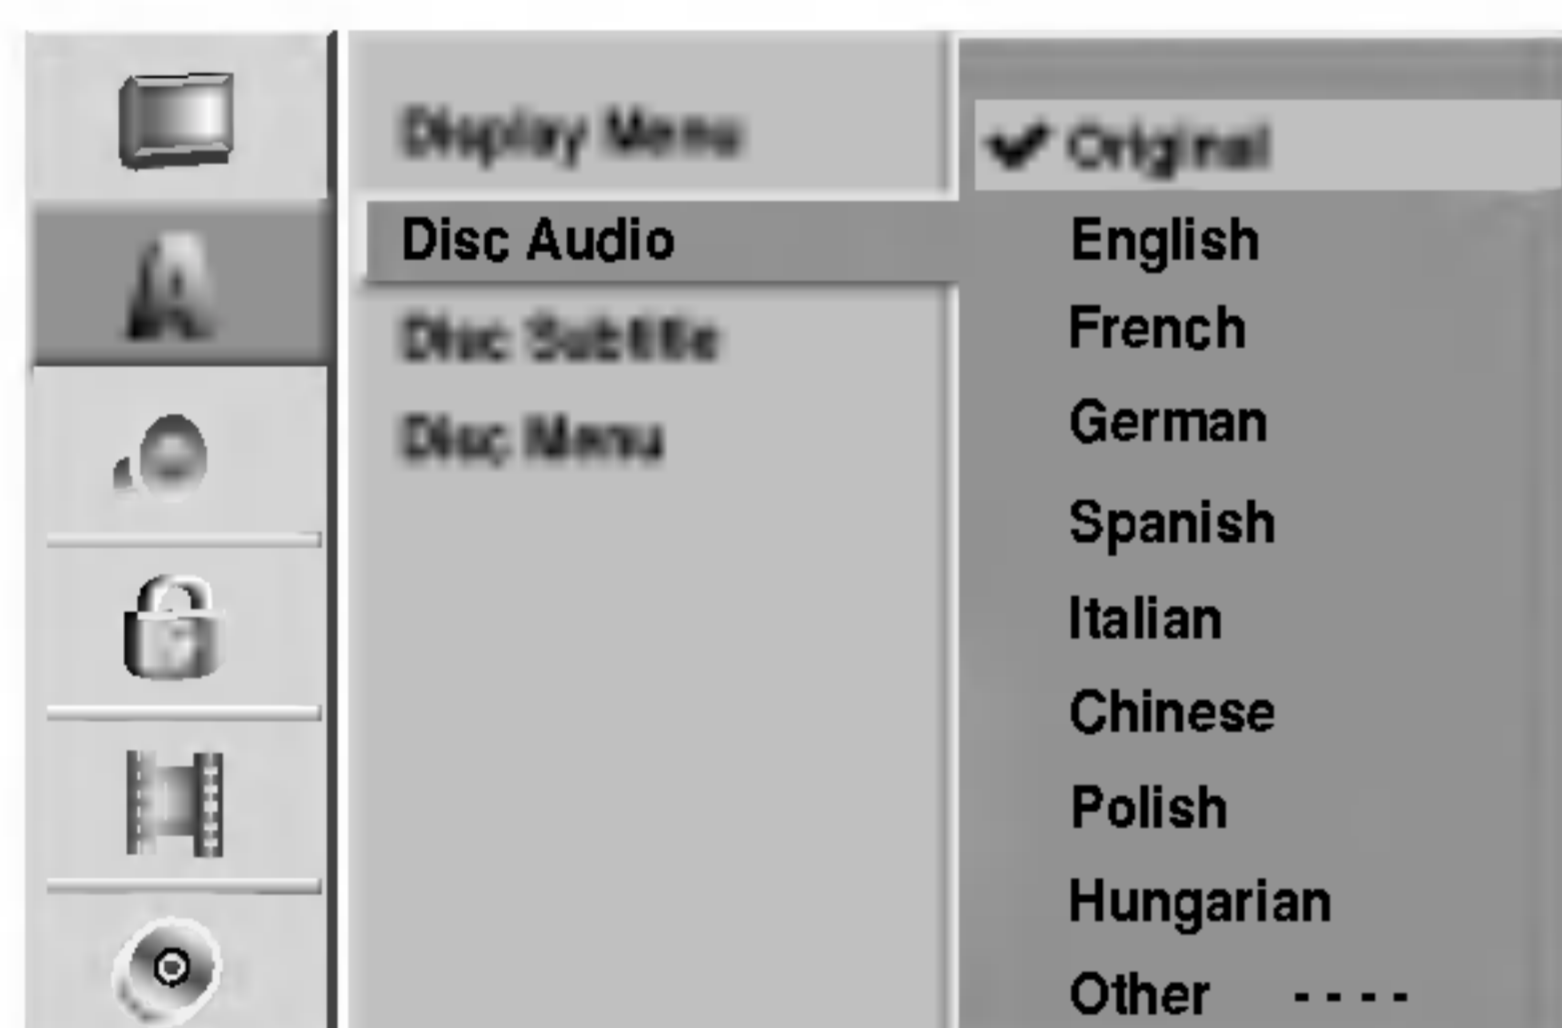 Display Menu
Disc Audio
Disc Subtitle
Disc Menu
Original
English
French
German
Spanish
Italian
Chinese
Polish
Hungarian
Other - - - -